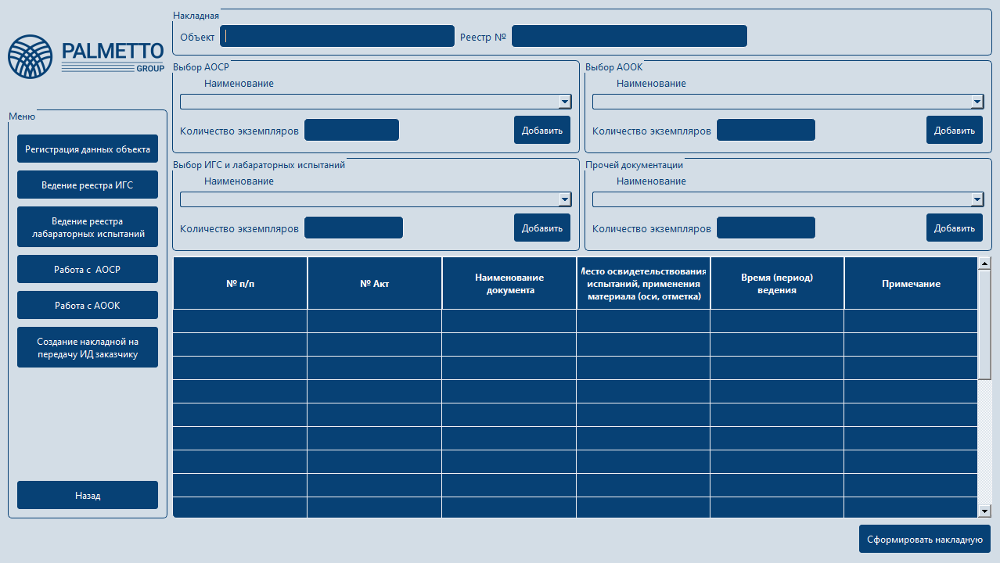 PALMETTO
GROUP
Меню
Регистрация данных объекта
Ведение реестра ИГС
Ведение реестра
лабараторных испытаний
Работа с АОСР
Работа с АООК
Создание накладной на
передачу ИД заказчику
Назад
Накладная
Объект
Реестр №
Выбор АОСР
Наименование
Количество экземпляров
Добавить
Выбор АООК
Наименование
Количество экземпляров
Добавить
Выбор ИГС и лабараторных испытаний
Наименование
Количество экземпляров
Добавить
Прочей документации
Наименование
Количество экземпляров
Добавить
№ п/п
№ Акт
Наименование
документа
Место освидетельствования
испытаний, применения
материала (оси, отметка)
Время (период)
ведения
Примечание
Сформировать накладную